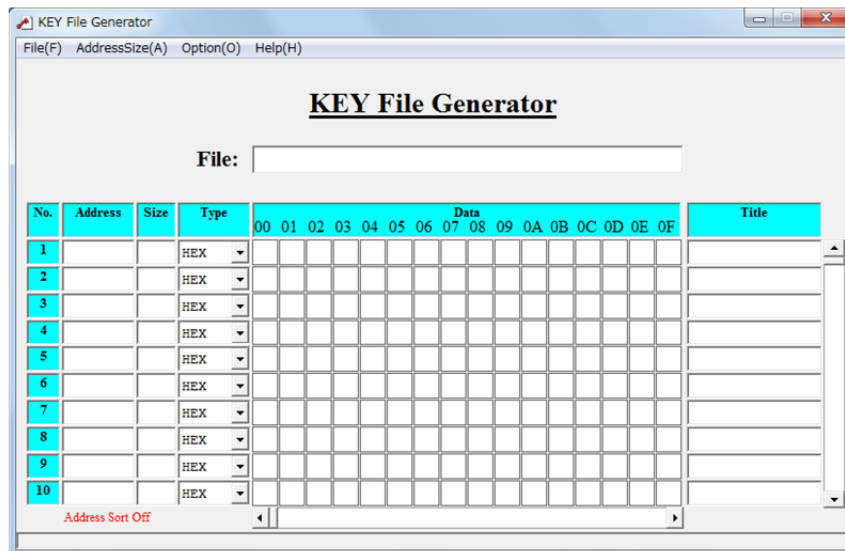 KEY File Generator
File(F) AddressSize(A) Option(O) Help(H)
KEY File Generator
File:
No. Address Size Type Data Title
00 01 02 03 04 05 06 07 08 09 0A 0B 0C 0D 0E 0F
1 HEX
2 HEX
3 HEX
4 HEX
5 HEX
6 HEX
7 HEX
8 HEX
9 HEX
10 HEX
Address Sort Off